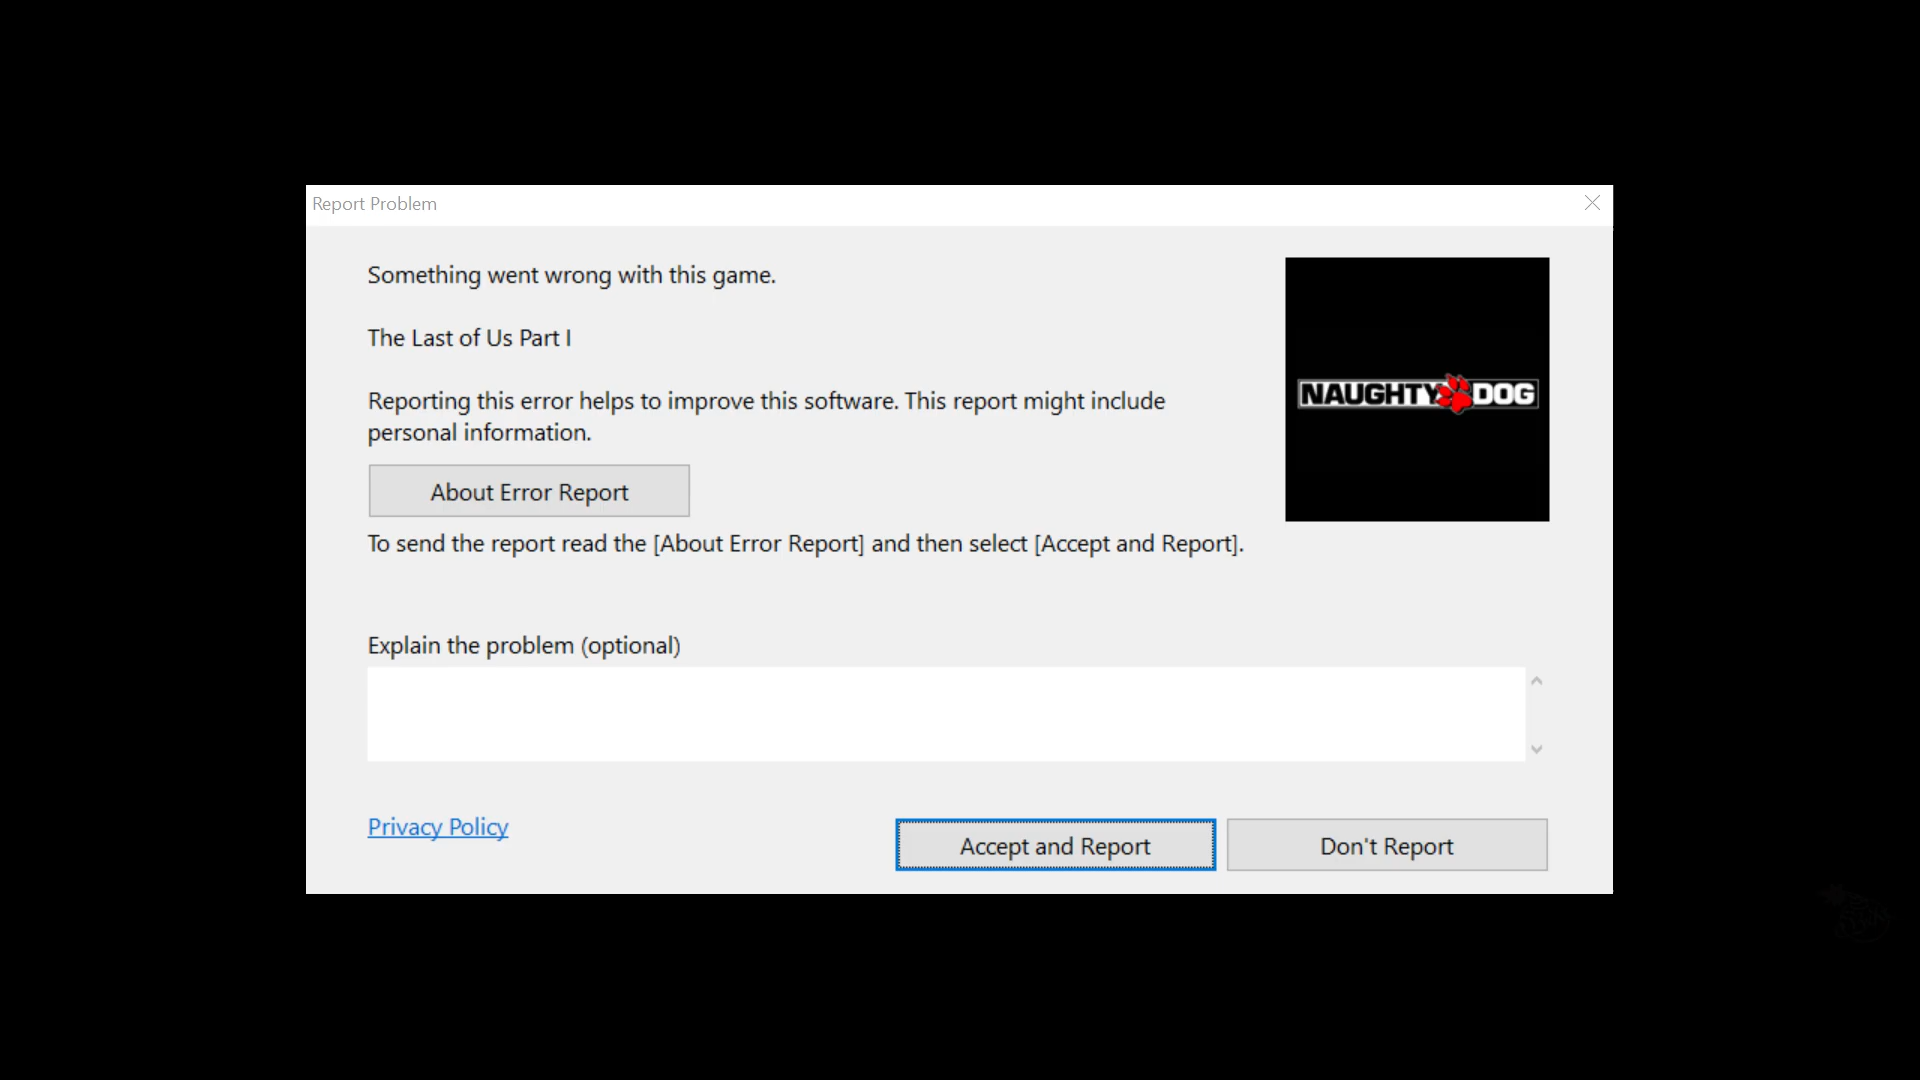 Report Problem
Something went wrong with this game.
The Last of Us Part I
Reporting this error helps to improve this software. This report might include
personal information.
NAUGHTY DOG
About Error Report
To send the report read the [About Error Report] and then select [Accept and Report].
Explain the problem (optional)
Privacy Policy
Accept and Report
Don't Report